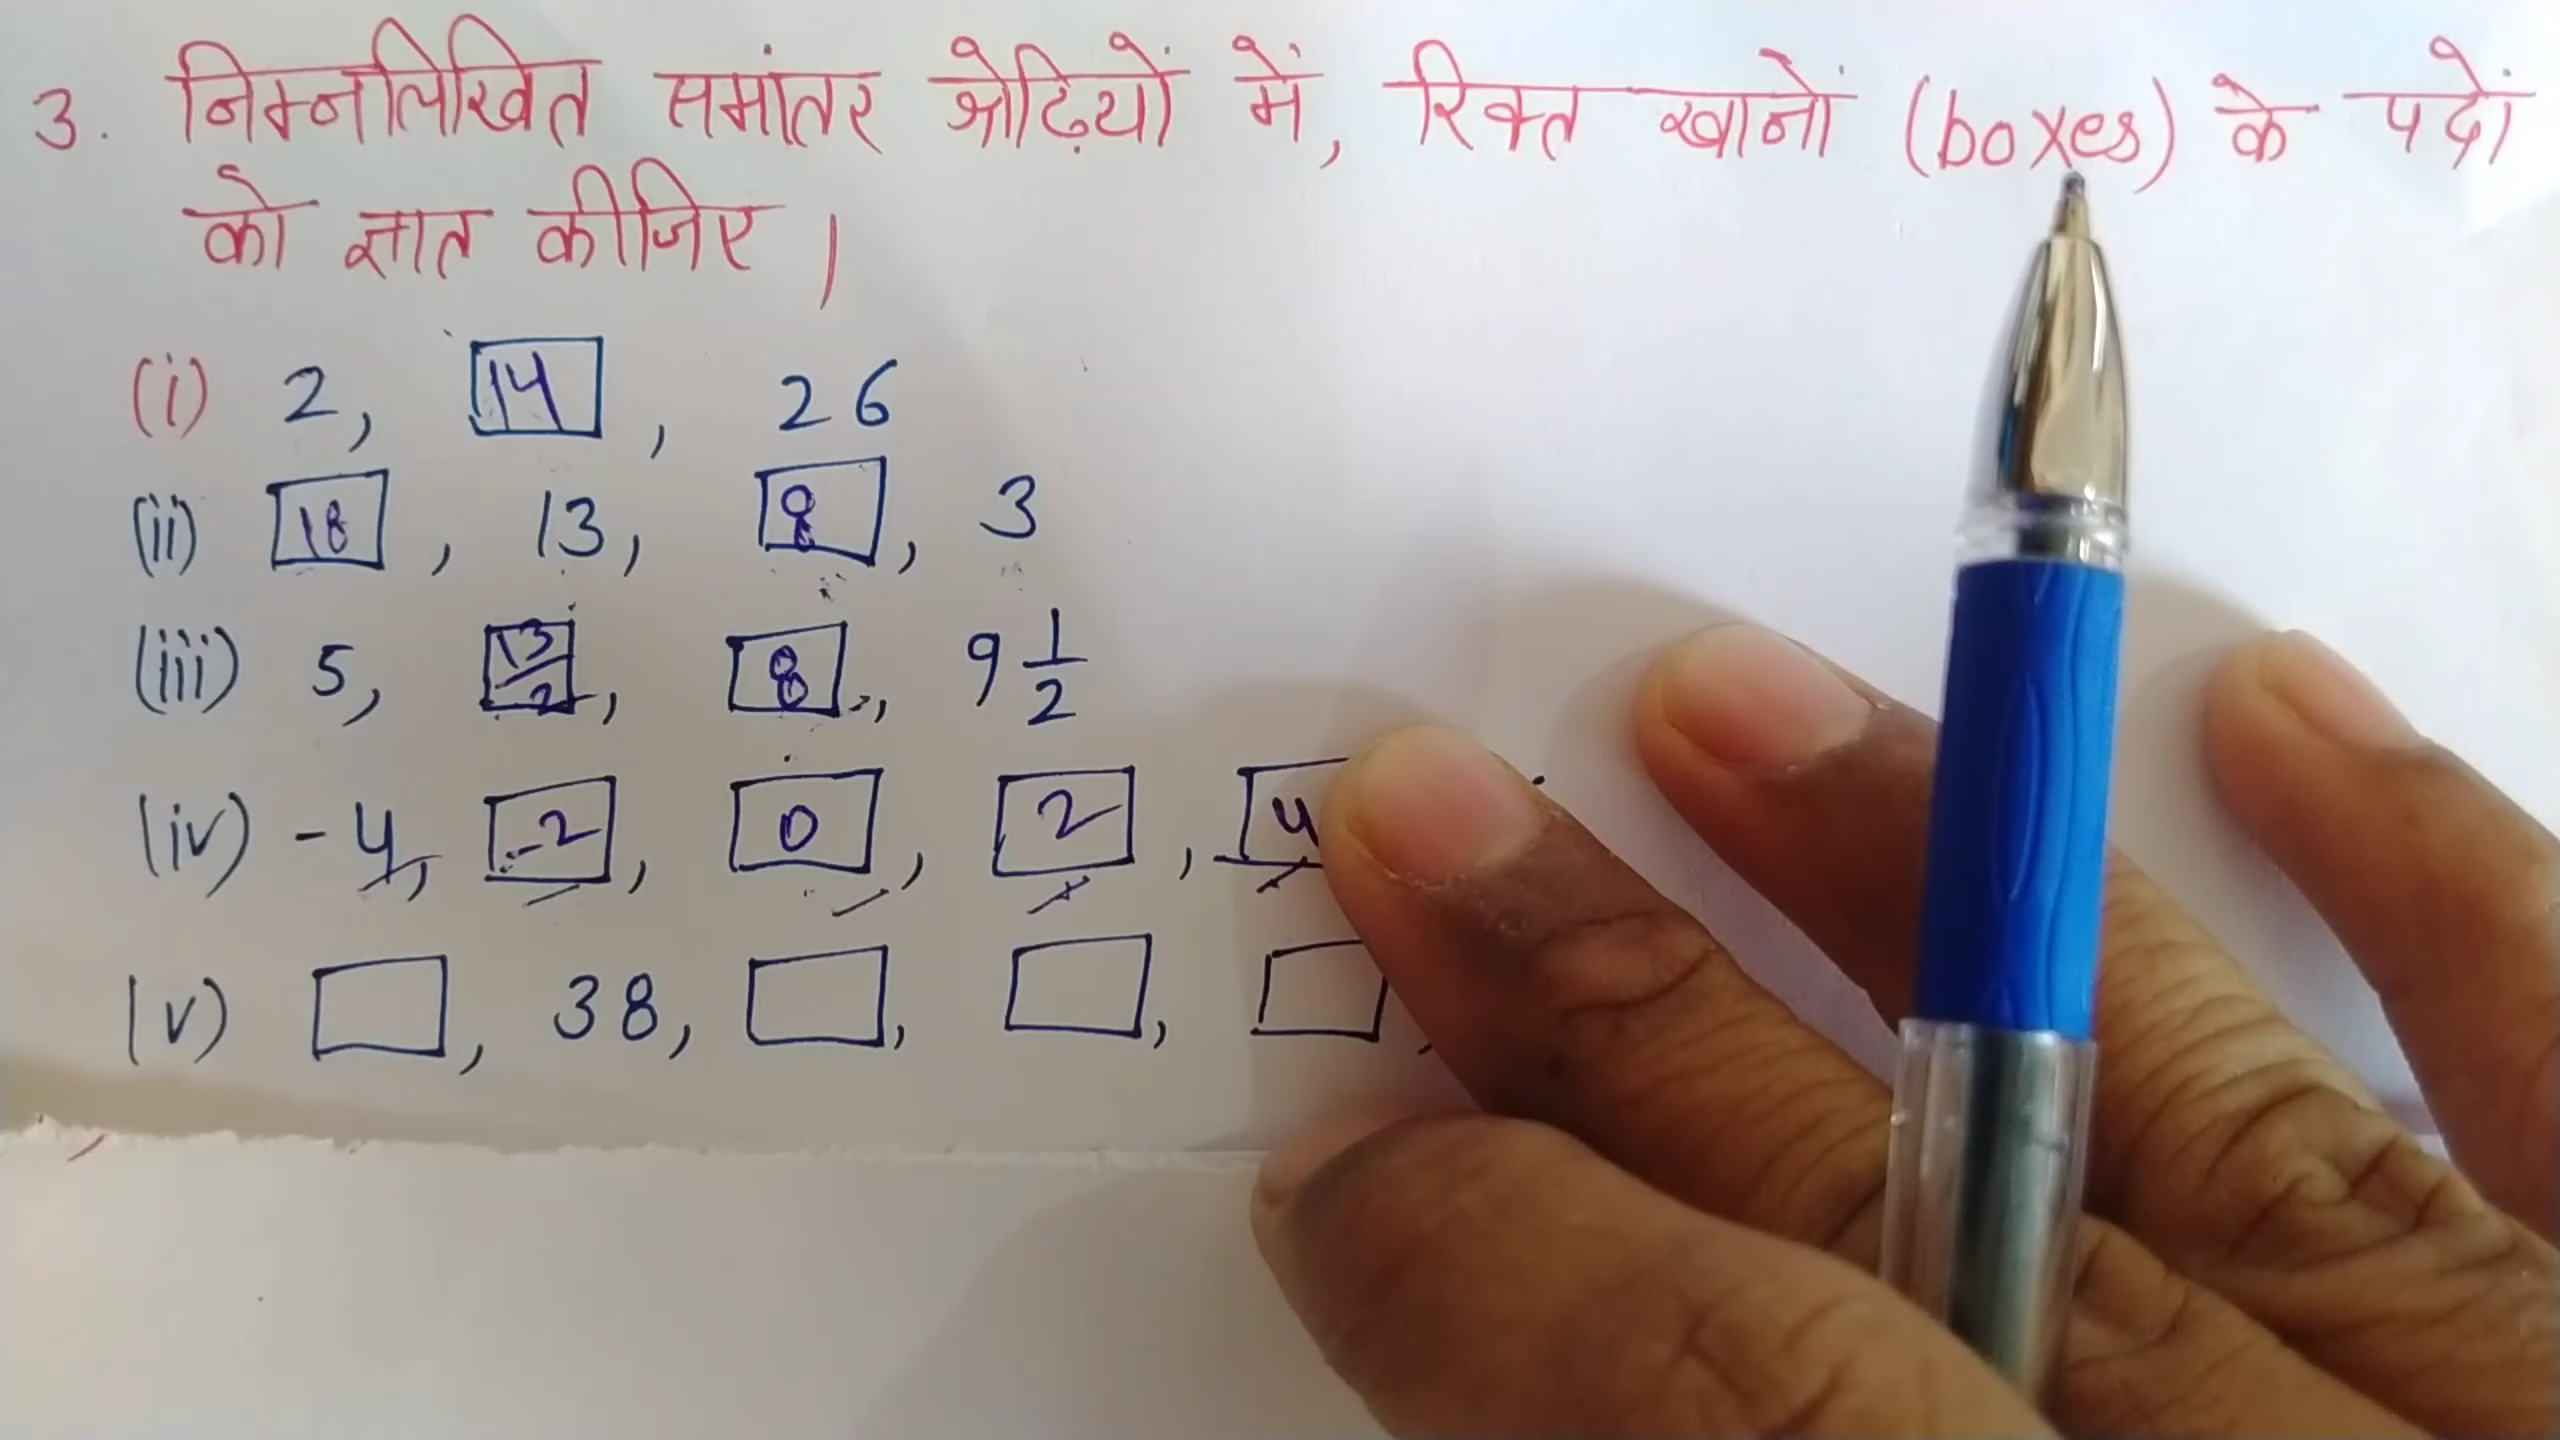 3. निम्नलिखित समांतर श्रेढ़ियों में, रिक्त खानों (boxes) के पदों
को ज्ञात कीजिए।
(i) 2, 14, 26
(ii) 18, 13, 8, 3
(iii) 5, 13/2, 8, 9 1/2
(iv) -4, -2, 0, 2, 4
(v) □, 38, □, □, □,